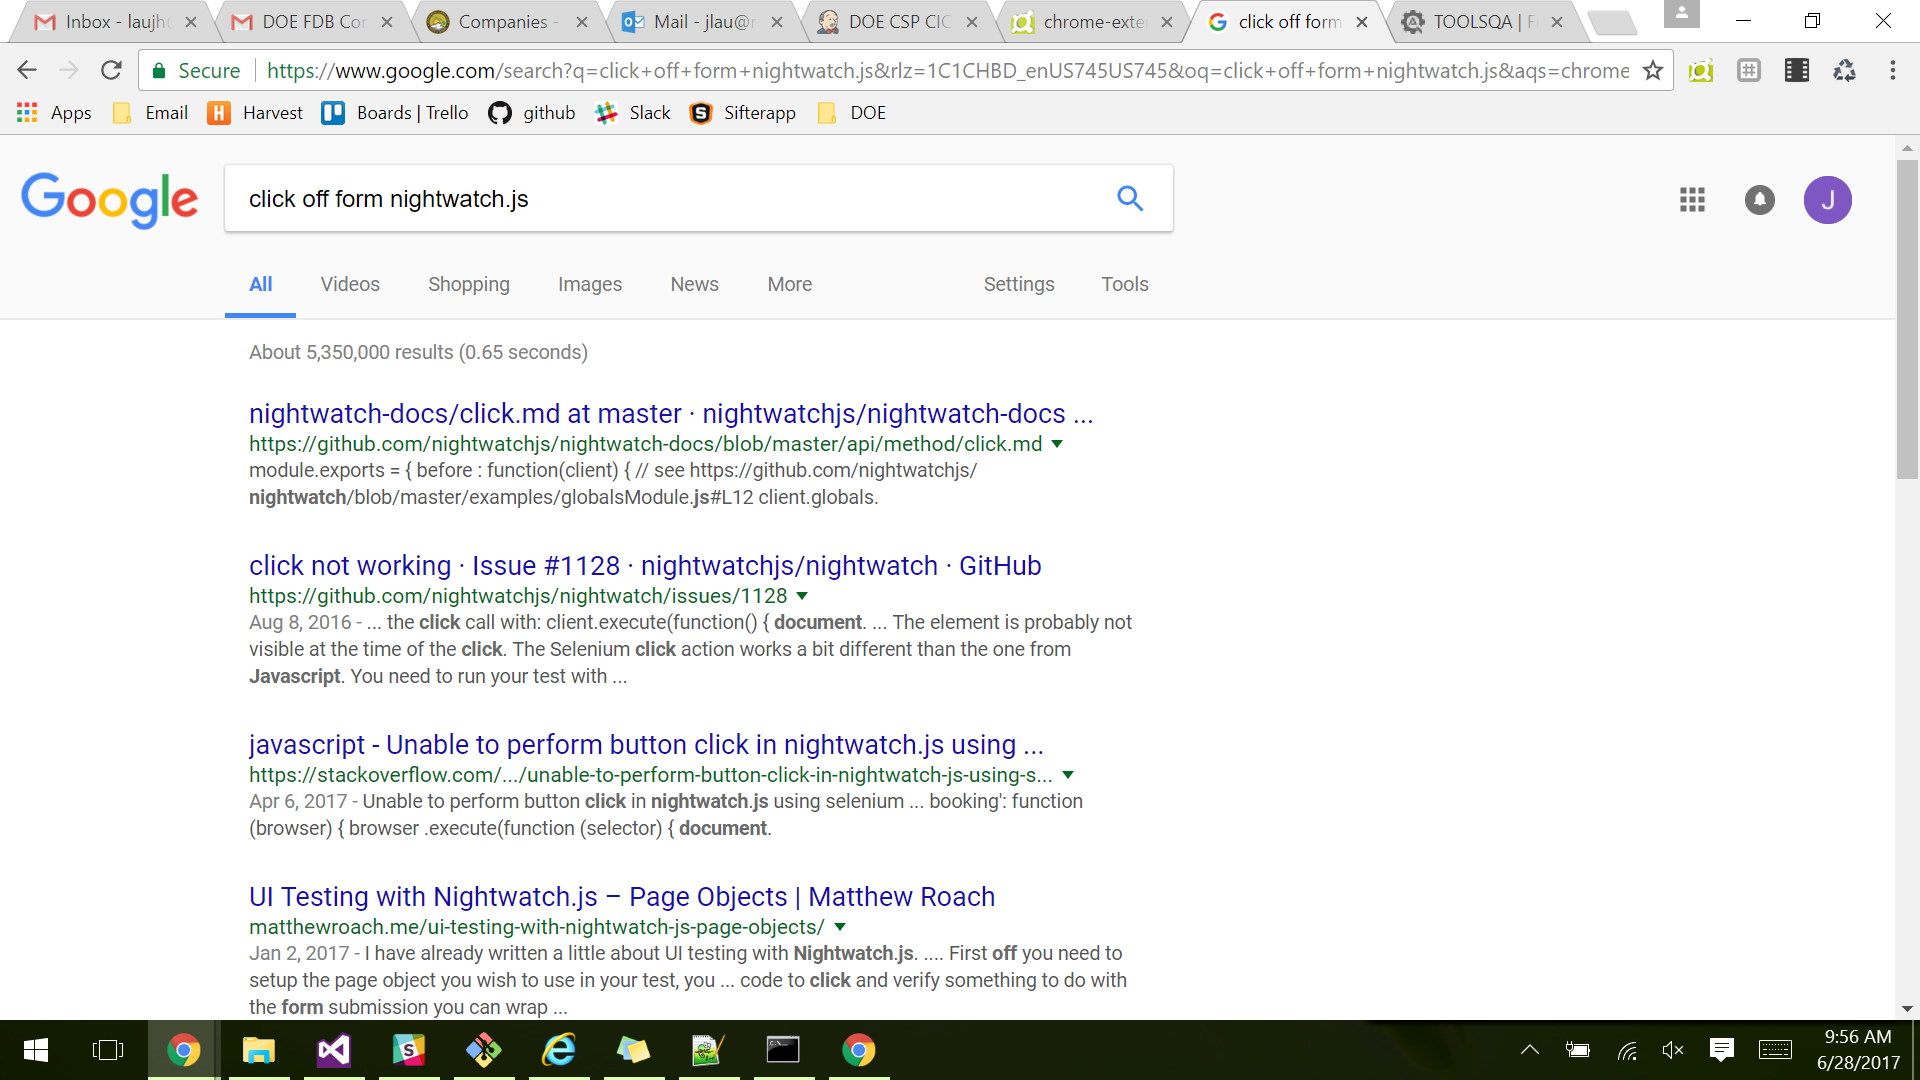 Inbox - laujh
DOE FDB Cor
Companies -
Mail - jlau@r
DOE CSP CIC
chrome-exte
click off form
TOOLSQA | F
Secure
https://www.google.com/search?q=click+off+form+nightwatch.js&rlz=1C1CHBD_enUS745US745&oq=click+off+form+nightwatch.js&aqs=chrome
Apps
Email
Harvest
Boards | Trello
github
Slack
Sifterapp
DOE
Google
click off form nightwatch.js
J
All
Videos
Shopping
Images
News
More
Settings
Tools
About 5,350,000 results (0.65 seconds)
nightwatch-docs/click.md at master · nightwatchjs/nightwatch-docs ...
https://github.com/nightwatchjs/nightwatch-docs/blob/master/api/method/click.md
module.exports = { before : function(client) { // see https://github.com/nightwatchjs/
nightwatch/blob/master/examples/globalsModule.js#L12 client.globals.
click not working · Issue #1128 · nightwatchjs/nightwatch · GitHub
https://github.com/nightwatchjs/nightwatch/issues/1128
Aug 8, 2016 - ... the click call with: client.execute(function() { document. ... The element is probably not
visible at the time of the click. The Selenium click action works a bit different than the one from
Javascript. You need to run your test with ...
javascript - Unable to perform button click in nightwatch.js using ...
https://stackoverflow.com/.../unable-to-perform-button-click-in-nightwatch-js-using-s...
Apr 6, 2017 - Unable to perform button click in nightwatch.js using selenium ... booking': function
(browser) { browser .execute(function (selector) { document.
UI Testing with Nightwatch.js – Page Objects | Matthew Roach
matthewroach.me/ui-testing-with-nightwatch-js-page-objects/
Jan 2, 2017 - I have already written a little about UI testing with Nightwatch.js. .... First off you need to
setup the page object you wish to use in your test, you ... code to click and verify something to do with
the form submission you can wrap ...
9:56 AM
6/28/2017